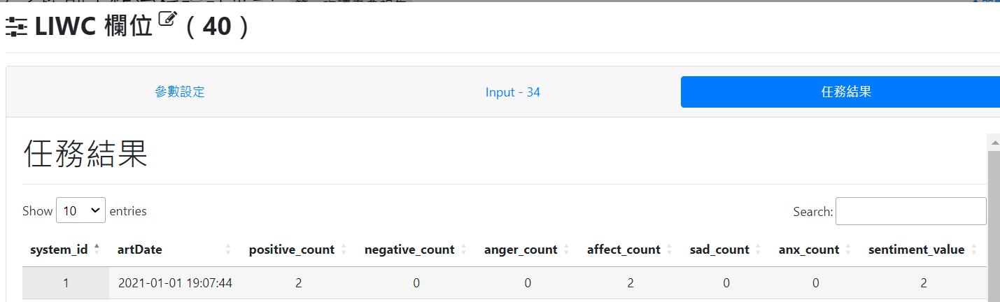 LIWC 欄位 ( 40 )
參數設定 Input - 34 任務結果
任務結果
Show 10 entries Search:
system_id artDate positive_count negative_count anger_count affect_count sad_count anx_count sentiment_value
1 2021-01-01 19:07:44 2 0 0 2 0 0 2